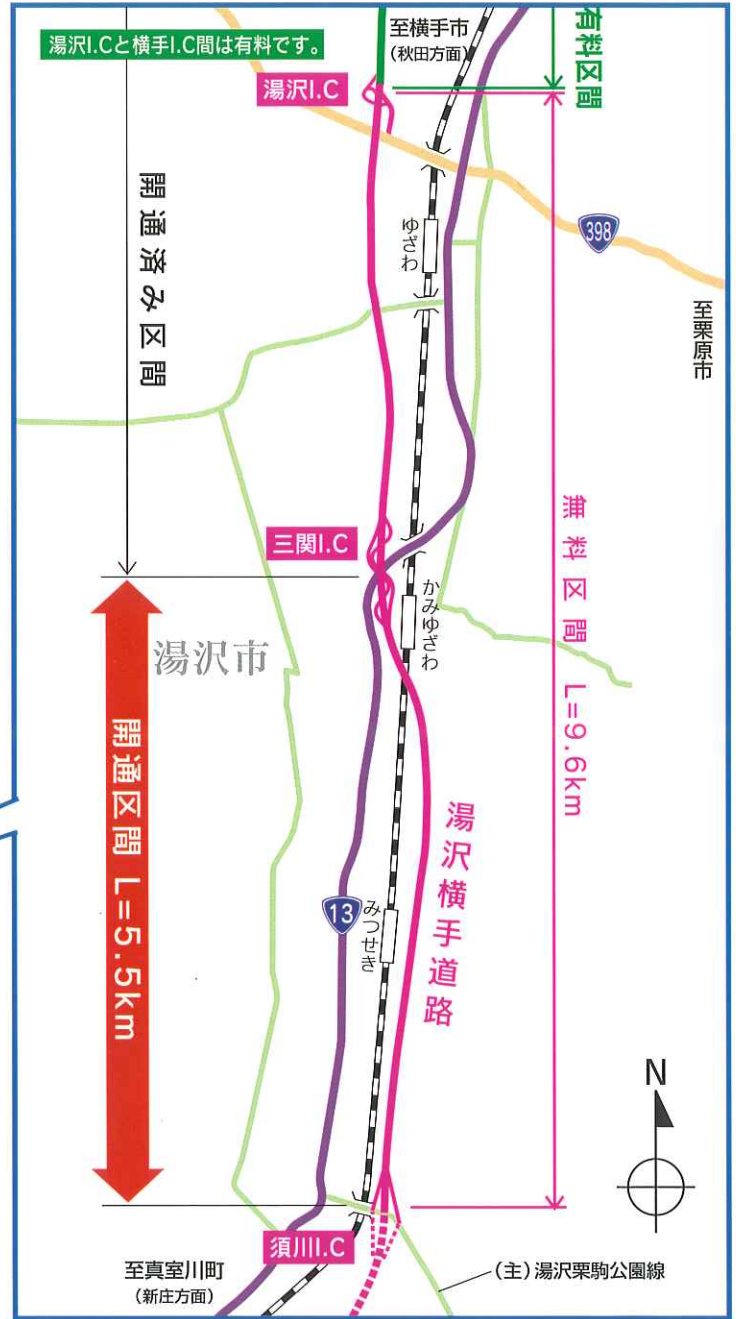 湯沢I.Cと横手I.C間は有料です。
至横手市
(秋田方面)
有料区間
湯沢I.C
398
至栗原市
開通済み区間
ゆざわ
無料区間 L=9.6km
三関I.C
かみゆざわ
湯沢市
開通区間 L=5.5km
湯沢横手道路
13
みつせき
N
須川I.C
至真室川町
(新庄方面)
(主)湯沢栗駒公園線